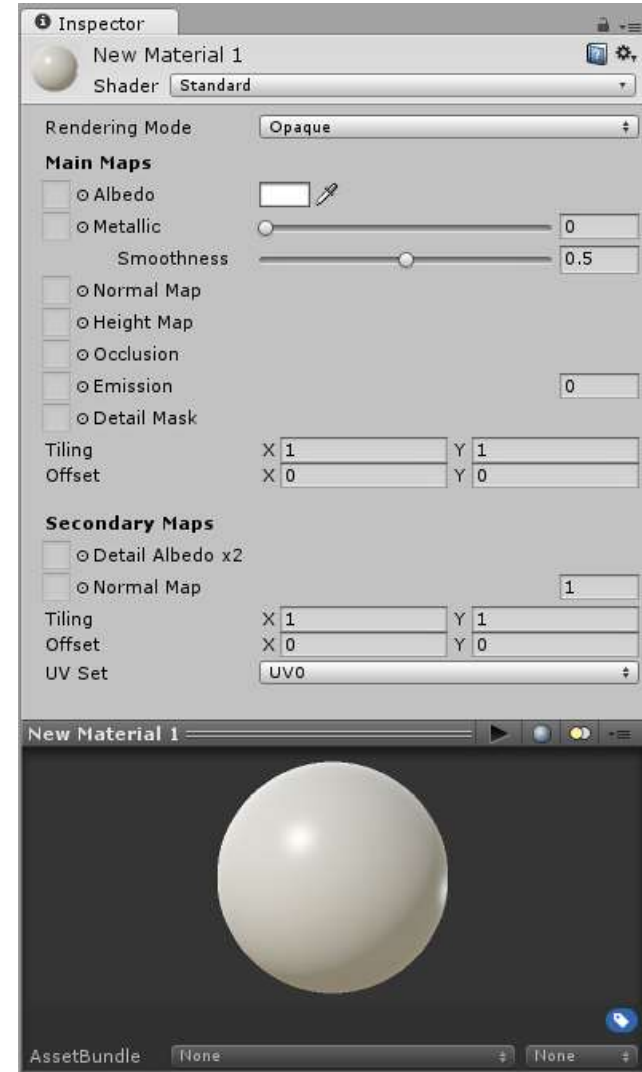 Inspector
New Material 1
Shader Standard
Rendering Mode Opaque
Main Maps
Albedo
Metallic 0
Smoothness 0.5
Normal Map
Height Map
Occlusion
Emission 0
Detail Mask
Tiling X 1 Y 1
Offset X 0 Y 0
Secondary Maps
Detail Albedo x2
Normal Map 1
Tiling X 1 Y 1
Offset X 0 Y 0
UV Set UV0
New Material 1
AssetBundle None None